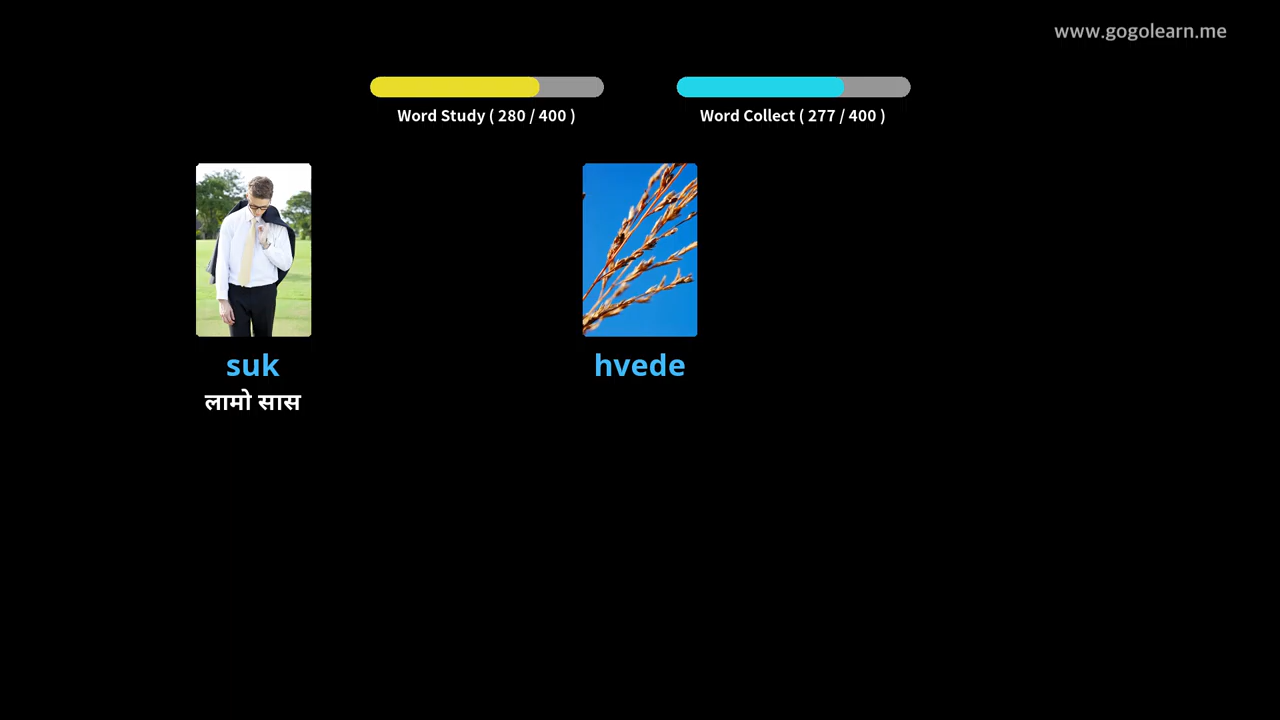 www.gogolearn.me
Word Study ( 280 / 400 )
Word Collect ( 277 / 400 )
suk
लामो सास
hvede